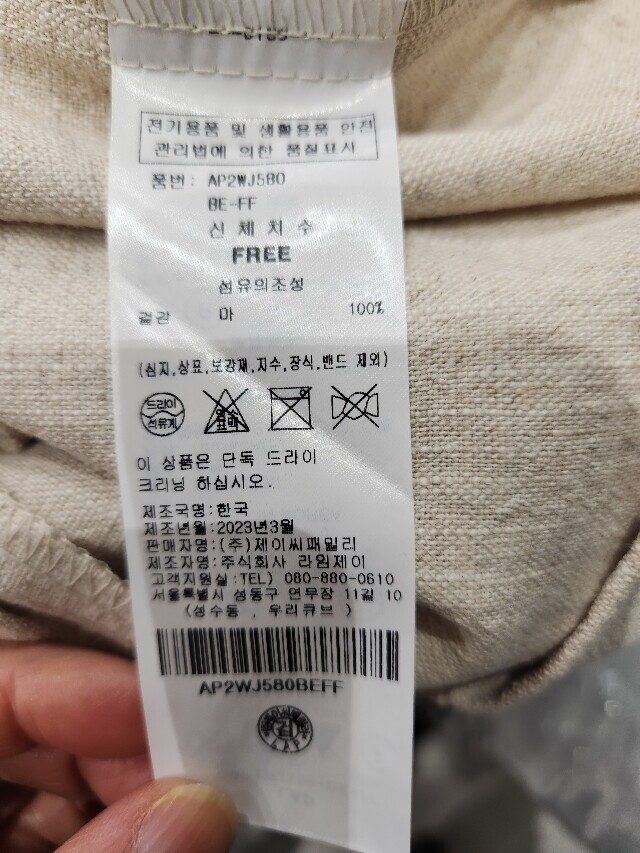 전기용품 및 생활용품 안전
관리법에 의한 품질표시
품번: AP2WJ580
BE-FF
신 체 치 수
FREE
섬유의조성
겉감 마 100%
(심지,상표,보강재,지수,장식,밴드 제외)
드라이
석유계
염소
표백
이 상품은 단독 드라이
크리닝 하십시오.
제조국명:한국
제조년월:2023년3월
판매자명:(주)제이씨패밀리
제조자명:주식회사 라임제이
고객지원실:TEL) 080-880-0610
서울특별시 성동구 연무장 11길 10
(성수동 , 우리큐브 )
AP2WJ580BEFF